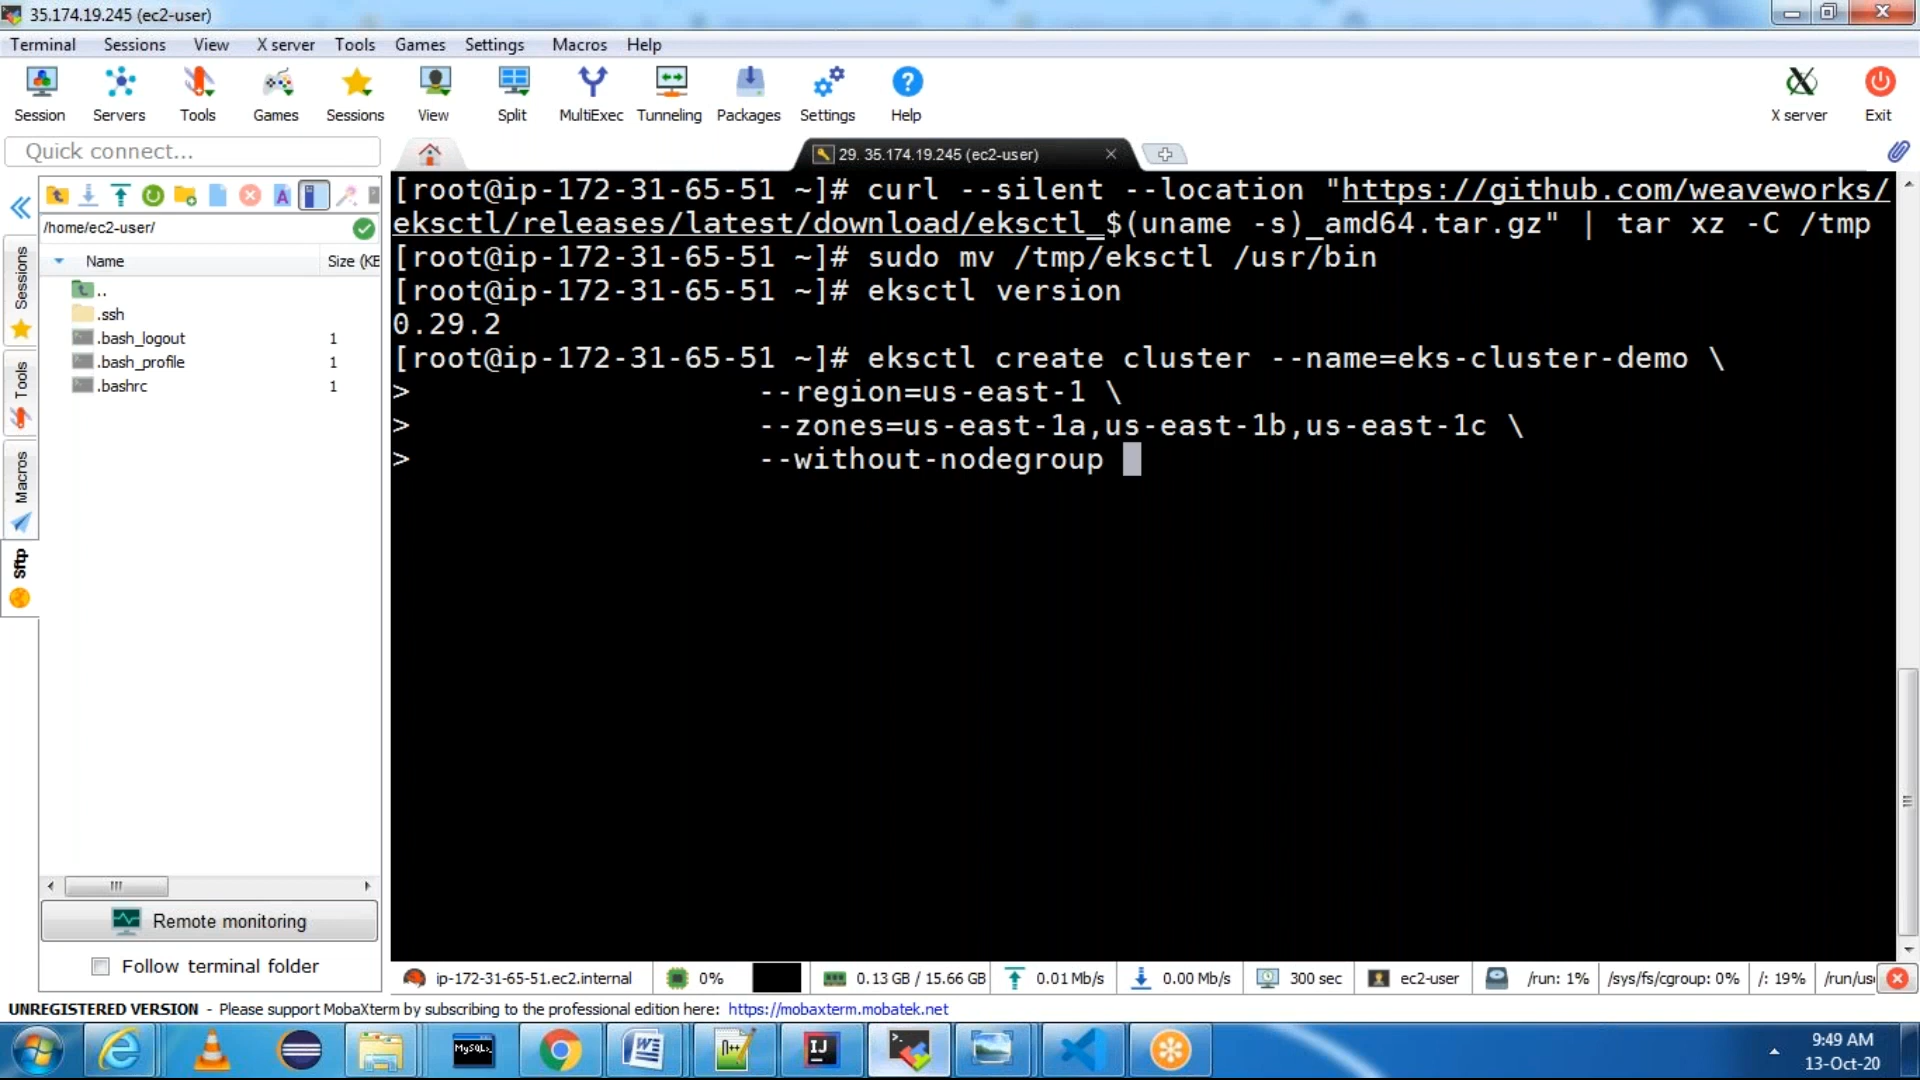 35.174.19.245 (ec2-user)
Terminal Sessions View X server Tools Games Settings Macros Help
Session Servers Tools Games Sessions View Split MultiExec Tunneling Packages Settings Help X server Exit
Quick connect...
29. 35.174.19.245 (ec2-user)
/home/ec2-user/
Name Size (KE
..
.ssh
.bash_logout 1
.bash_profile 1
.bashrc 1
Sessions
Tools
Macros
Sftp
[root@ip-172-31-65-51 ~]# curl --silent --location "https://github.com/weaveworks/
eksctl/releases/latest/download/eksctl_$(uname -s)_amd64.tar.gz" | tar xz -C /tmp
[root@ip-172-31-65-51 ~]# sudo mv /tmp/eksctl /usr/bin
[root@ip-172-31-65-51 ~]# eksctl version
0.29.2
[root@ip-172-31-65-51 ~]# eksctl create cluster --name=eks-cluster-demo \
> --region=us-east-1 \
> --zones=us-east-1a,us-east-1b,us-east-1c \
> --without-nodegroup
Remote monitoring
Follow terminal folder
ip-172-31-65-51.ec2.internal 0% 0.13 GB / 15.66 GB 0.01 Mb/s 0.00 Mb/s 300 sec ec2-user /run: 1% /sys/fs/cgroup: 0% /: 19% /run/us
UNREGISTERED VERSION - Please support MobaXterm by subscribing to the professional edition here: https://mobaxterm.mobatek.net
MySQL
N++
IJ
9:49 AM
13-Oct-20